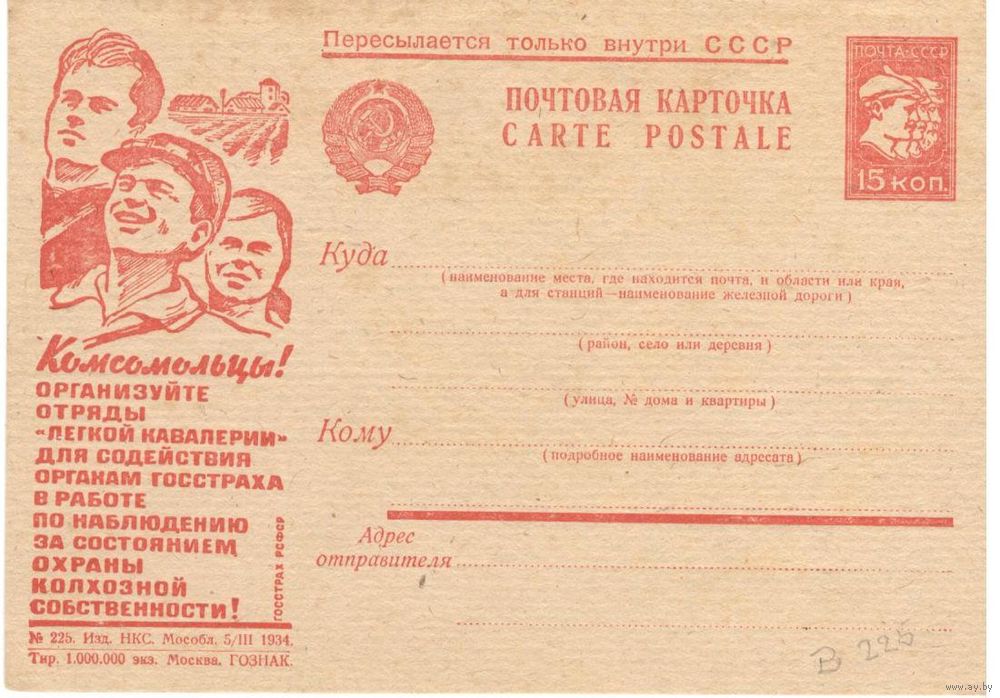 Пересылается только внутри СССР
ПОЧТОВАЯ КАРТОЧКА
CARTE POSTALE
ПОЧТА-СССР
15 КОП.
Комсомольцы!
ОРГАНИЗУЙТЕ
ОТРЯДЫ
«ЛЕГКОЙ КАВАЛЕРИИ»
ДЛЯ СОДЕЙСТВИЯ
ОРГАНАМ ГОССТРАХА
В РАБОТЕ
ПО НАБЛЮДЕНИЮ
ЗА СОСТОЯНИЕМ
ОХРАНЫ
КОЛХОЗНОЙ
СОБСТВЕННОСТИ!
ГОССТРАХ РСФСР
№ 225. Изд. НКС. Мособл. 5/III 1934.
Тир. 1.000.000 экз. Москва. ГОЗНАК.
Куда
(наименование места, где находится почта, и области или края,
а для станций—наименование железной дороги)
(район, село или деревня)
(улица, № дома и квартиры)
Кому
(подробное наименование адресата)
Адрес
отправителя
В 225
www.ay.by